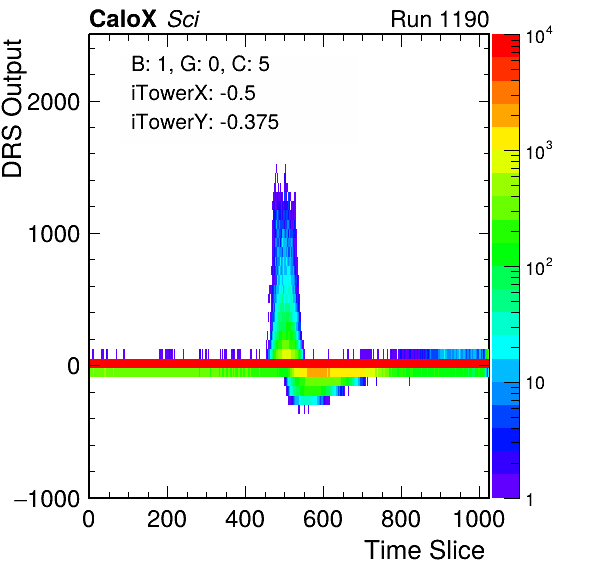 CaloX Sci Run 1190
B: 1, G: 0, C: 5
iTowerX: -0.5
iTowerY: -0.375
DRS Output
2000
1000
0
−1000
0 200 400 600 800 1000
Time Slice
10^4
10^3
10^2
10
1